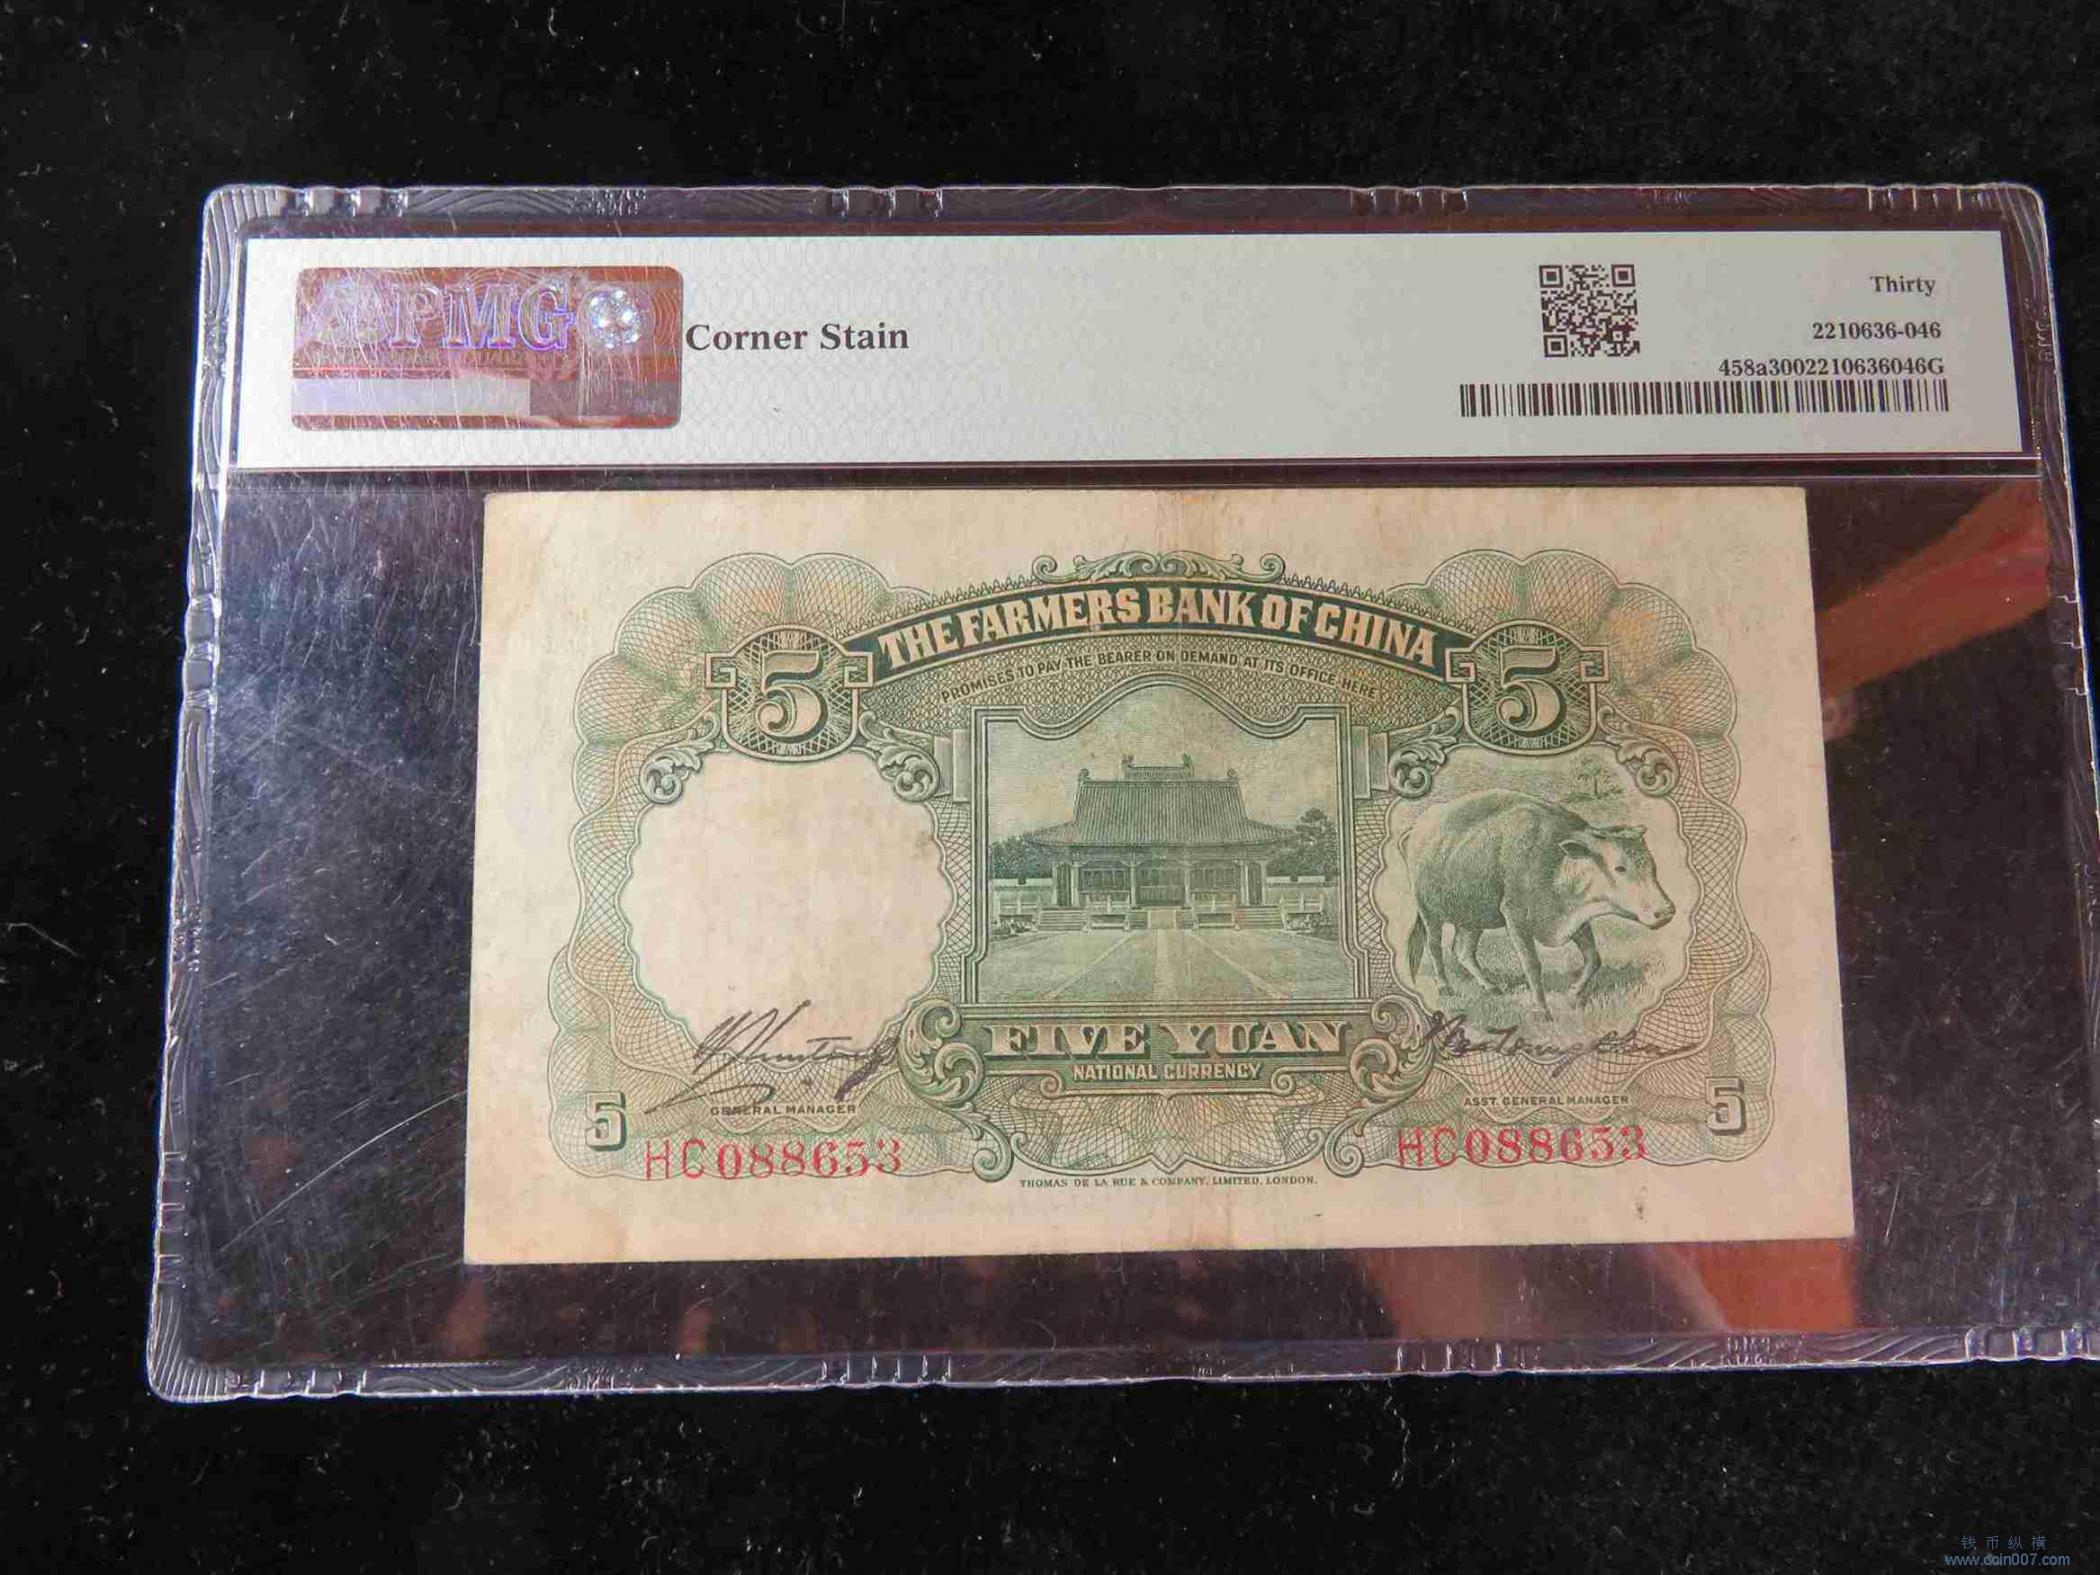 PMG
Corner Stain
Thirty
2210636-046
458a3002210636046G
THE FARMERS BANK OF CHINA
PROMISES TO PAY THE BEARER ON DEMAND AT ITS OFFICE HERE
5 5
FIVE YUAN
NATIONAL CURRENCY
GENERAL MANAGER
ASST. GENERAL MANAGER
5 5
HC088653 HC088653
THOMAS DE LA RUE & COMPANY, LIMITED, LONDON.
钱币纵横
www.coin007.com